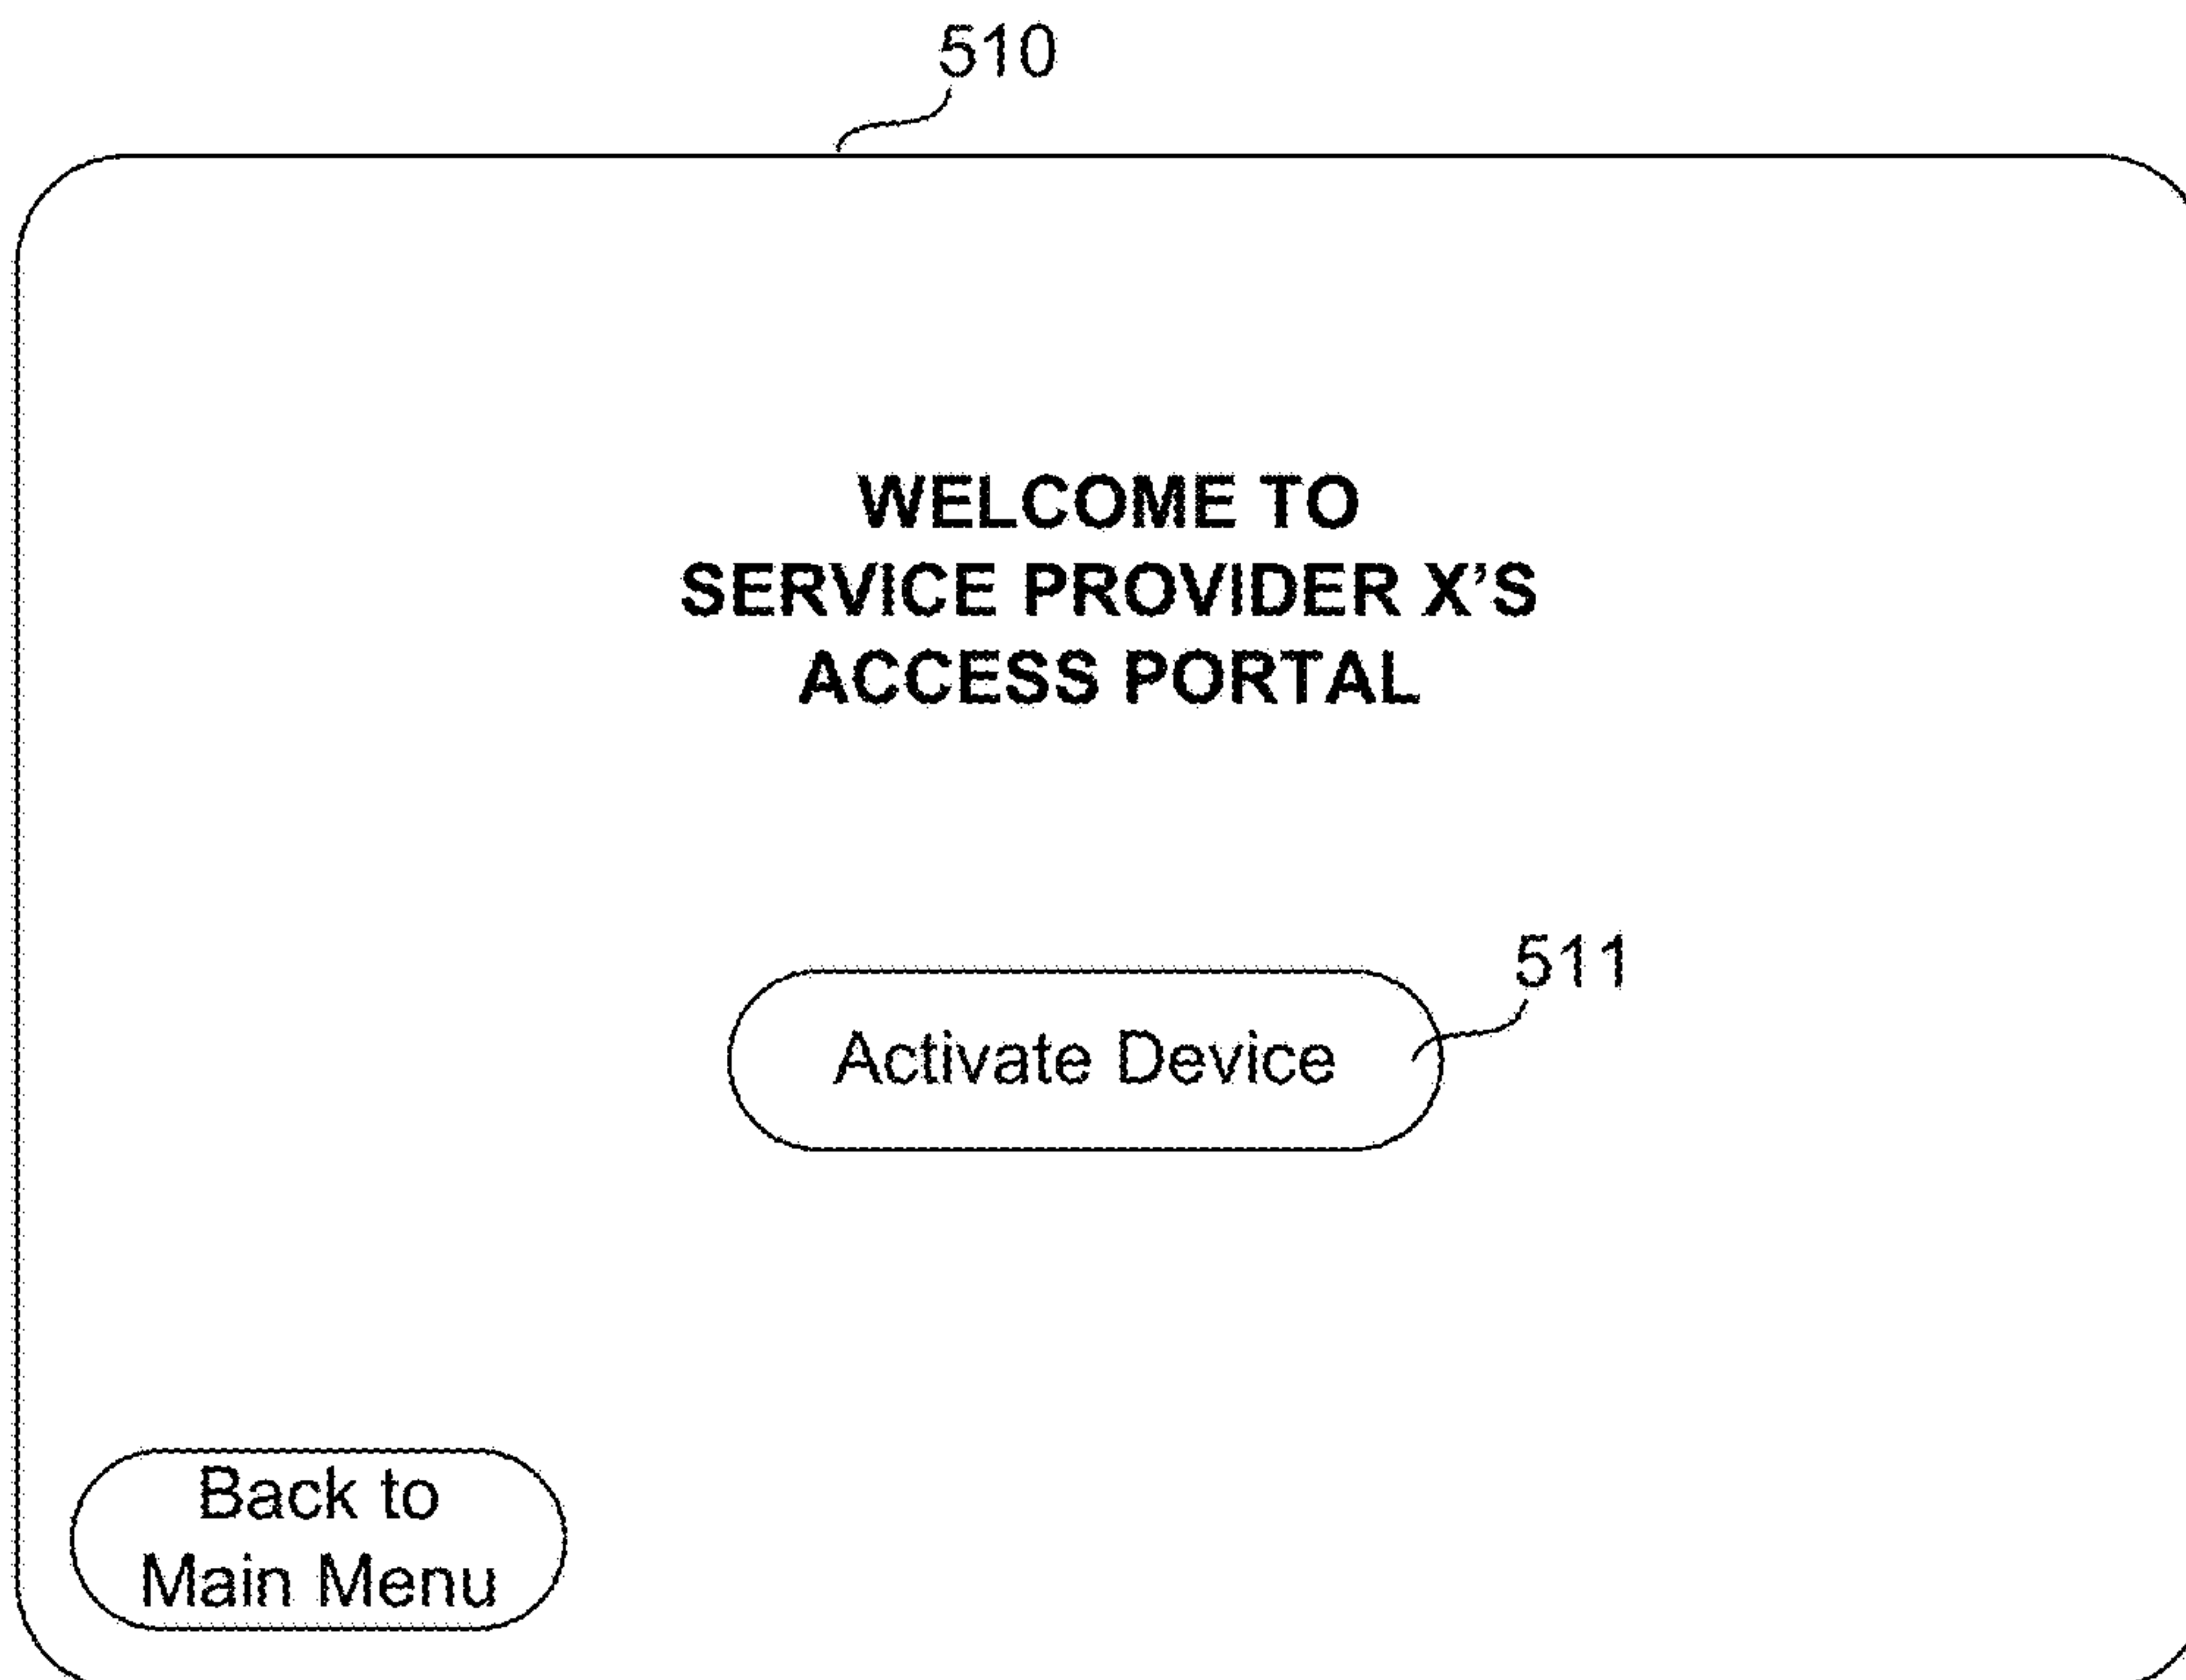 510
WELCOME TO
SERVICE PROVIDER X’S
ACCESS PORTAL
511
Activate Device
Back to
Main Menu